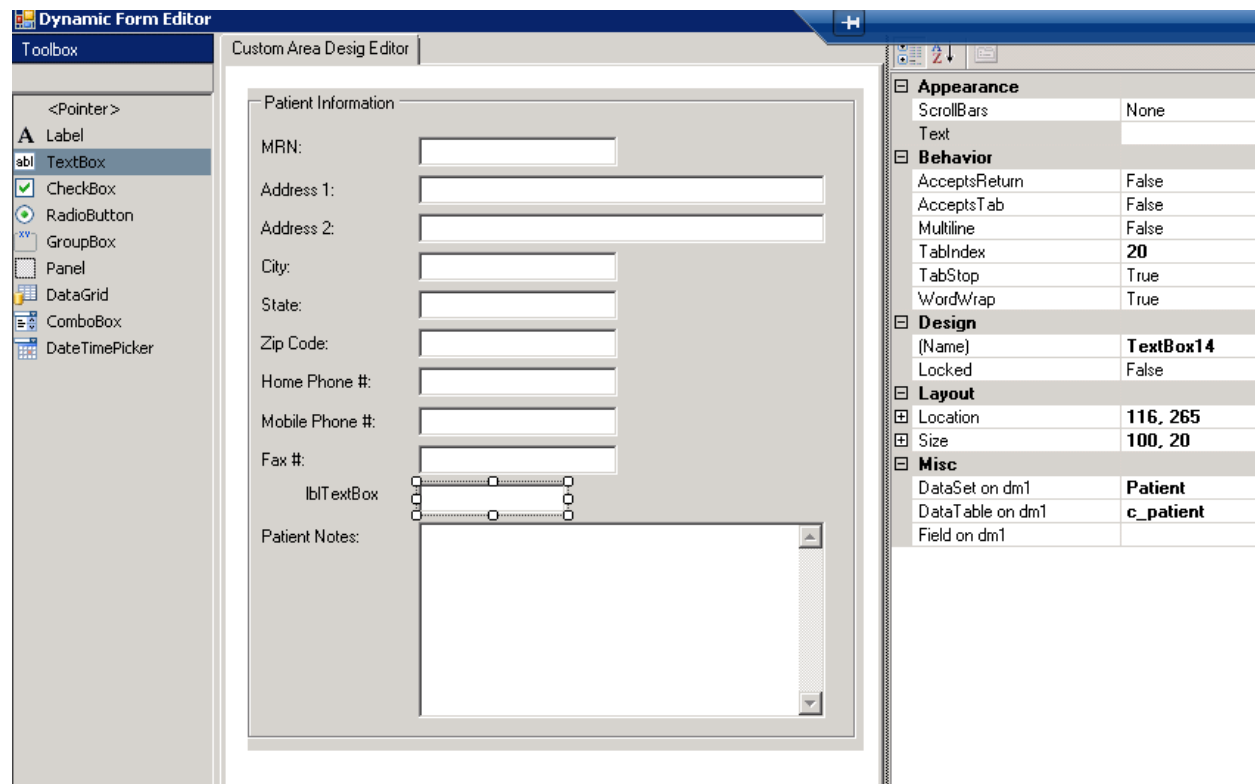 Dynamic Form Editor
Toolbox
<Pointer>
A Label
abl TextBox
CheckBox
RadioButton
XY GroupBox
Panel
DataGrid
ComboBox
DateTimePicker
Custom Area Desig Editor
Patient Information
MRN:
Address 1:
Address 2:
City:
State:
Zip Code:
Home Phone #:
Mobile Phone #:
Fax #:
lblTextBox
Patient Notes:
A Z
Appearance
ScrollBars None
Text
Behavior
AcceptsReturn False
AcceptsTab False
Multiline False
TabIndex 20
TabStop True
WordWrap True
Design
(Name) TextBox14
Locked False
Layout
Location 116, 265
Size 100, 20
Misc
DataSet on dm1 Patient
DataTable on dm1 c_patient
Field on dm1